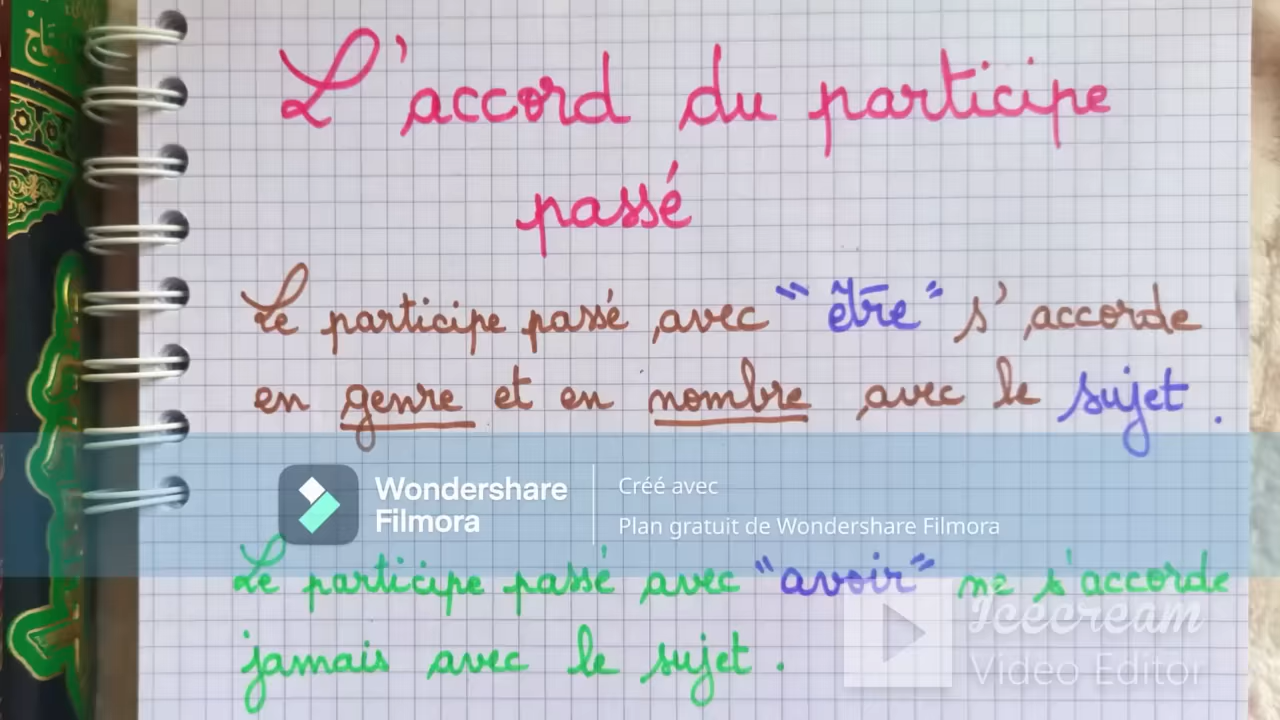 L'accord du participe
passé
Le participe passé avec "être" s'accorde
en genre et en nombre avec le sujet.
Wondershare
Filmora
Créé avec
Plan gratuit de Wondershare Filmora
Le participe passé avec "avoir" ne s'accorde
jamais avec le sujet.
Icecream
Video Editor